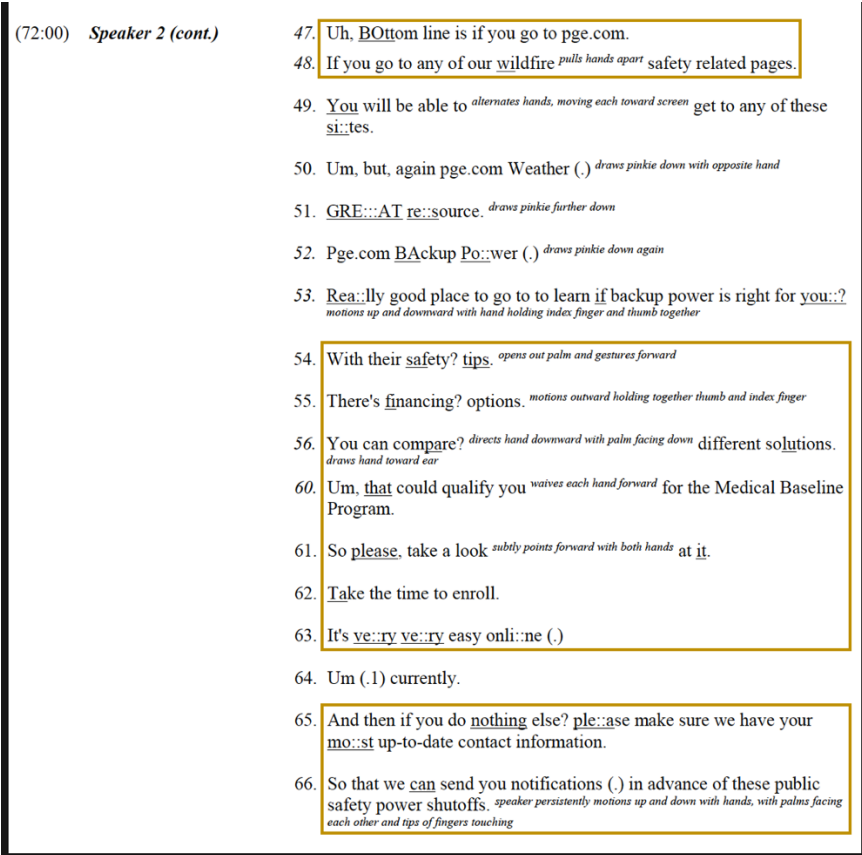 (72:00) Speaker 2 (cont.) 47. Uh, BOttom line is if you go to pge.com.
48. If you go to any of our wildfire pulls hands apart safety related pages.
49. You will be able to alternates hands, moving each toward screen get to any of these
si::tes.
50. Um, but, again pge.com Weather (.) draws pinkie down with opposite hand
51. GRE:::AT re::source. draws pinkie further down
52. Pge.com BAckup Po::wer (.) draws pinkie down again
53. Rea::lly good place to go to to learn if backup power is right for you::?
motions up and downward with hand holding index finger and thumb together
54. With their safety? tips. opens out palm and gestures forward
55. There's financing? options. motions outward holding together thumb and index finger
56. You can compare? directs hand downward with palm facing down different solutions.
draws hand toward ear
60. Um, that could qualify you waives each hand forward for the Medical Baseline
Program.
61. So please, take a look subtly points forward with both hands at it.
62. Take the time to enroll.
63. It's ve::ry ve::ry easy onli::ne (.)
64. Um (.1) currently.
65. And then if you do nothing else? ple::ase make sure we have your
mo::st up-to-date contact information.
66. So that we can send you notifications (.) in advance of these public
safety power shutoffs. speaker persistently motions up and down with hands, with palms facing
each other and tips of fingers touching